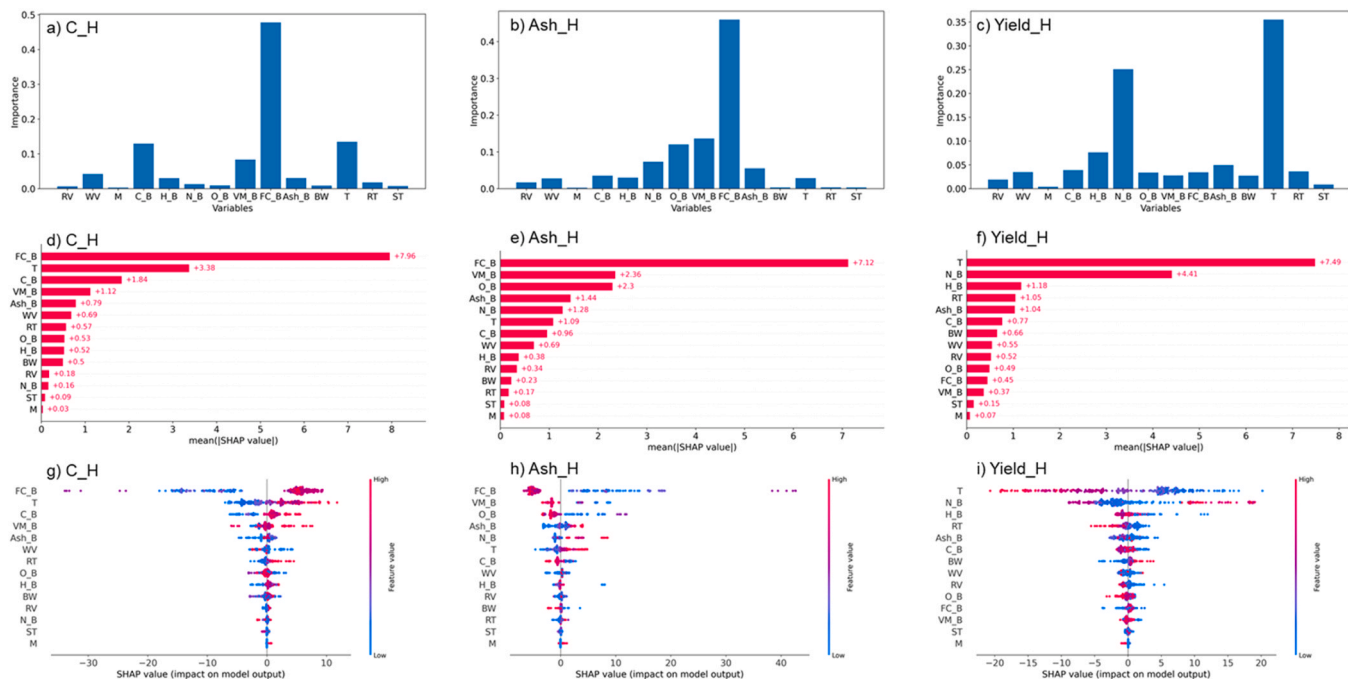 a) C_H
0.5
0.4
0.3
0.2
0.1
0.0
Importance
RV WV M C_B H_B N_B O_B VM_B FC_B Ash_B BW T RT ST
Variables
b) Ash_H
0.4
0.3
0.2
0.1
0.0
Importance
RV WV M C_B H_B N_B O_B VM_B FC_B Ash_B BW T RT ST
Variables
c) Yield_H
0.35
0.30
0.25
0.20
0.15
0.10
0.05
0.00
Importance
RV WV M C_B H_B N_B O_B VM_B FC_B Ash_B BW T RT ST
Variables
d) C_H
FC_B +7.96
T +3.38
C_B +1.84
VM_B +1.12
Ash_B +0.79
WV +0.69
RT +0.57
O_B +0.53
H_B +0.52
BW +0.5
RV +0.18
N_B +0.16
ST +0.09
M +0.03
0 1 2 3 4 5 6 7 8
mean(|SHAP value|)
e) Ash_H
FC_B +7.12
VM_B +2.36
O_B +2.3
Ash_B +1.44
N_B +1.28
T +1.09
C_B +0.96
WV +0.69
H_B +0.38
RV +0.34
BW +0.23
RT +0.17
ST +0.08
M +0.08
0 1 2 3 4 5 6 7
mean(|SHAP value|)
f) Yield_H
T +7.49
N_B +4.41
H_B +1.18
RT +1.05
Ash_B +1.04
C_B +0.77
BW +0.66
WV +0.55
RV +0.52
O_B +0.49
FC_B +0.45
VM_B +0.37
ST +0.15
M +0.07
0 1 2 3 4 5 6 7 8
mean(|SHAP value|)
g) C_H
FC_B
T
C_B
VM_B
Ash_B
WV
RT
O_B
H_B
BW
RV
N_B
ST
M
−30 −20 −10 0 10
SHAP value (impact on model output)
High
Feature value
Low
h) Ash_H
FC_B
VM_B
O_B
Ash_B
N_B
T
C_B
WV
H_B
RV
BW
RT
ST
M
0 10 20 30 40
SHAP value (impact on model output)
High
Feature value
Low
i) Yield_H
T
N_B
H_B
RT
Ash_B
C_B
BW
WV
RV
O_B
FC_B
VM_B
ST
M
−20 −15 −10 −5 0 5 10 15 20
SHAP value (impact on model output)
High
Feature value
Low